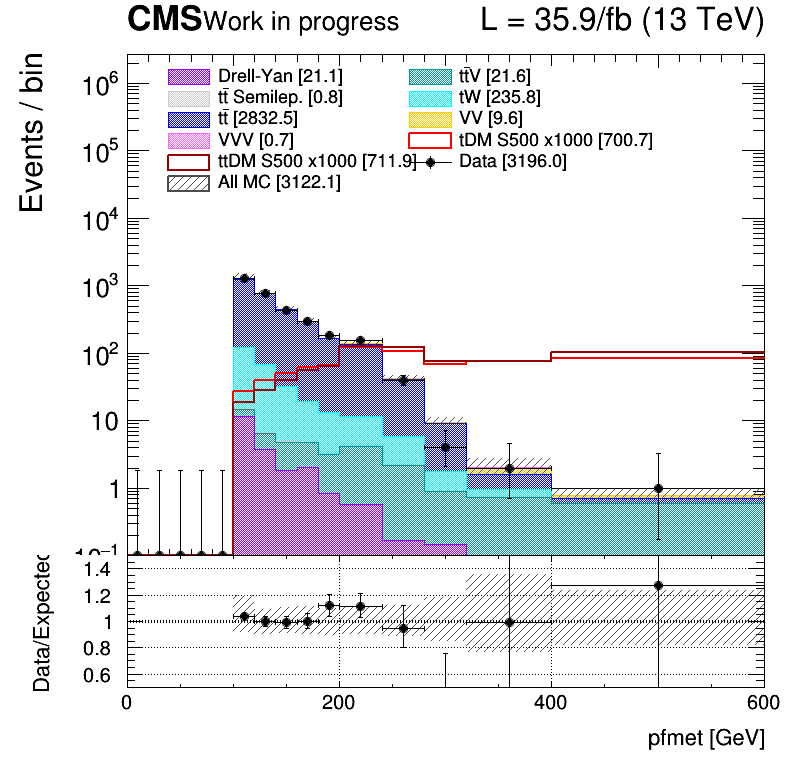 CMS Work in progress L = 35.9/fb (13 TeV)
Events / bin
Drell-Yan [21.1] tt̄V [21.6]
tt̄ Semilep. [0.8] tW [235.8]
tt̄ [2832.5] VV [9.6]
VVV [0.7] tDM S500 x1000 [700.7]
ttDM S500 x1000 [711.9] Data [3196.0]
All MC [3122.1]
10⁶
10⁵
10⁴
10³
10²
10
1
10⁻¹
Data/Expected
1.4
1.2
1
0.8
0.6
0 200 400 600
pfmet [GeV]